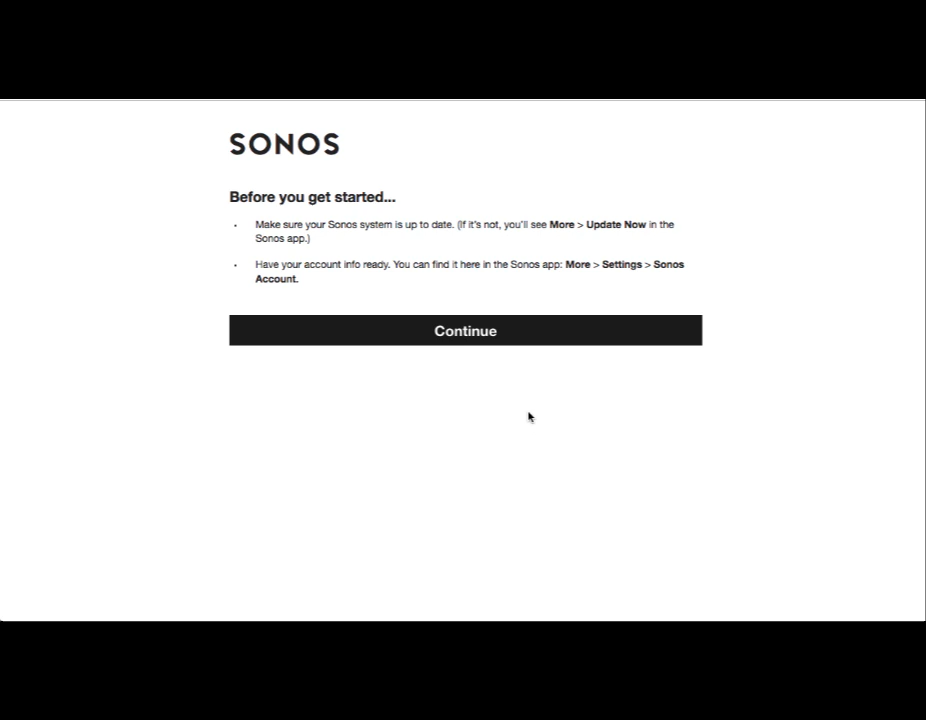 SONOS
Before you get started...
· Make sure your Sonos system is up to date. (If it's not, you'll see More > Update Now in the
Sonos app.)
· Have your account info ready. You can find it here in the Sonos app: More > Settings > Sonos
Account.
Continue